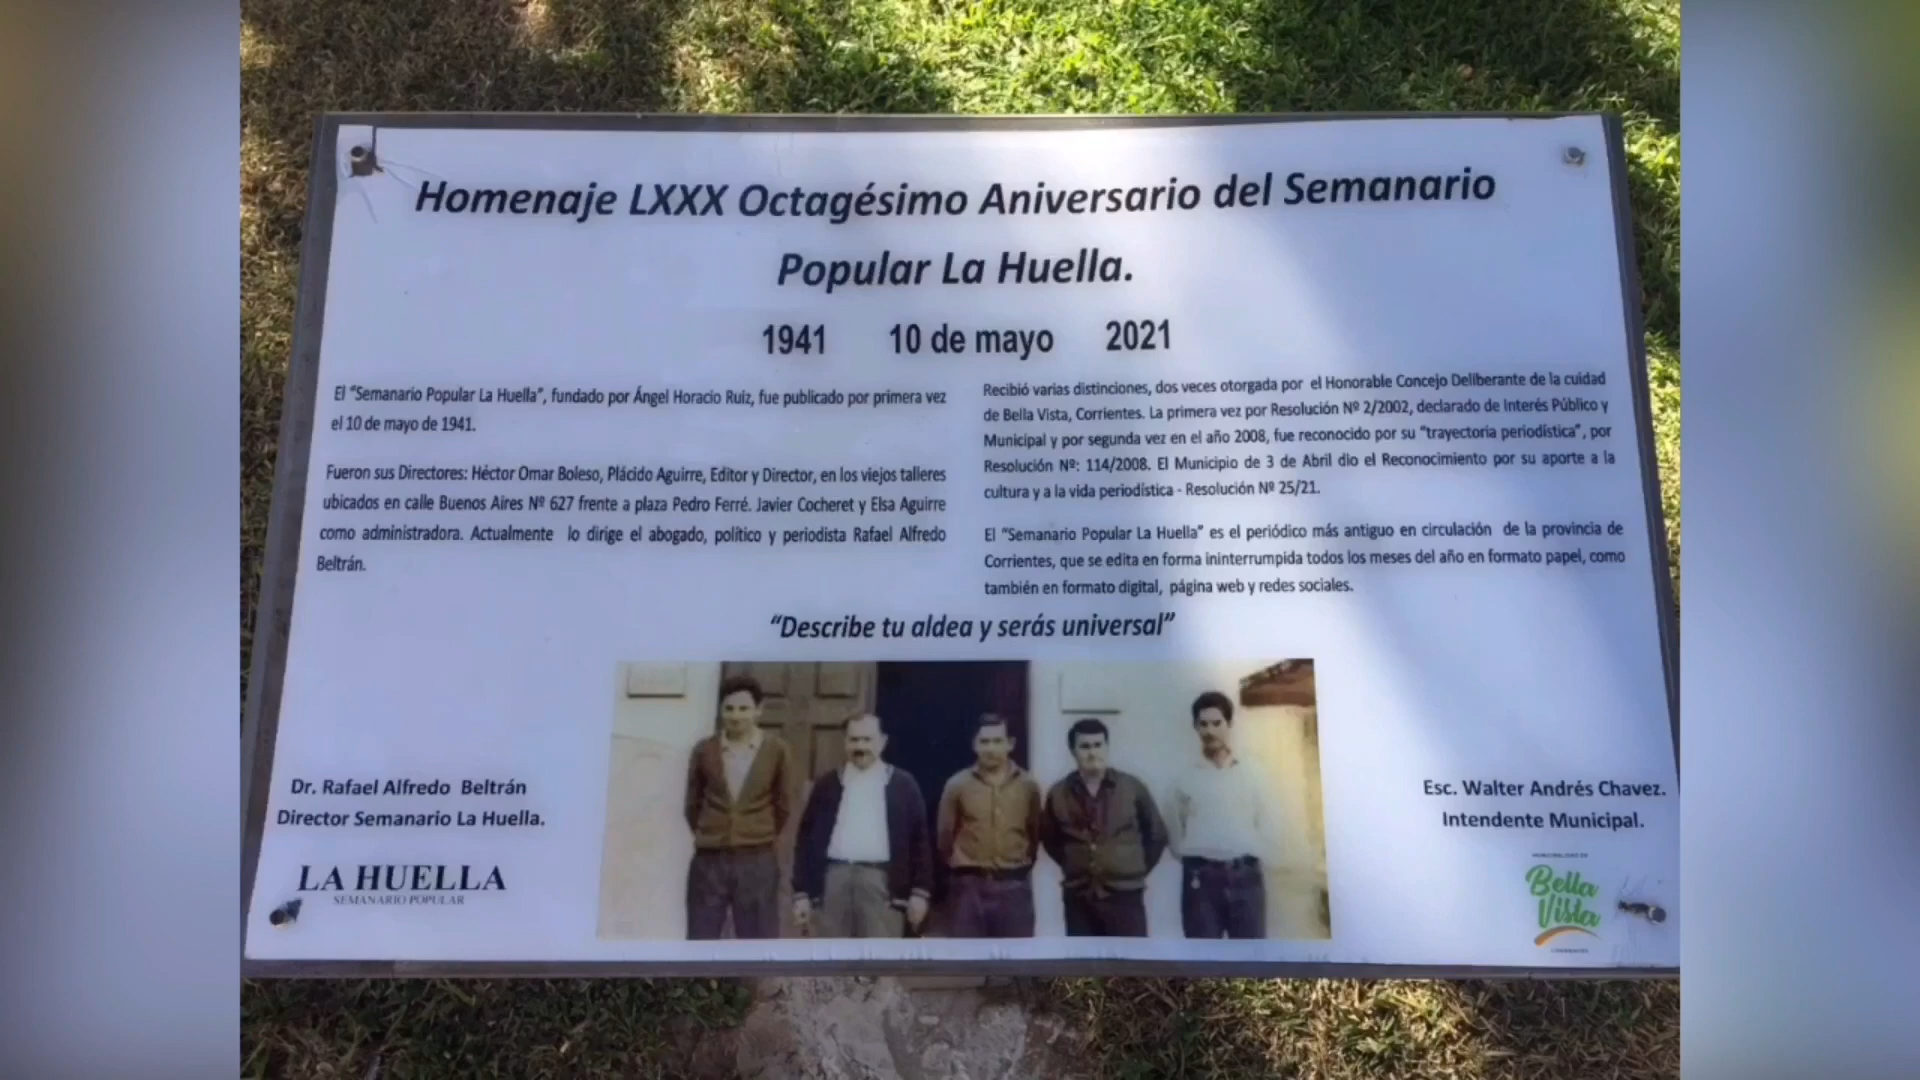 Homenaje LXXX Octagésimo Aniversario del Semanario
Popular La Huella.
1941 10 de mayo 2021
El “Semanario Popular La Huella”, fundado por Ángel Horacio Ruiz, fue publicado por primera vez
el 10 de mayo de 1941.
Fueron sus Directores: Héctor Omar Boleso, Plácido Aguirre, Editor y Director, en los viejos talleres
ubicados en calle Buenos Aires Nº 627 frente a plaza Pedro Ferré. Javier Cocheret y Elsa Aguirre
como administradora. Actualmente lo dirige el abogado, político y periodista Rafael Alfredo
Beltrán.
Recibió varias distinciones, dos veces otorgada por el Honorable Concejo Deliberante de la cuidad
de Bella Vista, Corrientes. La primera vez por Resolución Nº 2/2002, declarado de Interés Público y
Municipal y por segunda vez en el año 2008, fue reconocido por su “trayectoria periodística”, por
Resolución Nº: 114/2008. El Municipio de 3 de Abril dio el Reconocimiento por su aporte a la
cultura y a la vida periodística - Resolución Nº 25/21.
El “Semanario Popular La Huella” es el periódico más antiguo en circulación de la provincia de
Corrientes, que se edita en forma ininterrumpida todos los meses del año en formato papel, como
también en formato digital, página web y redes sociales.
“Describe tu aldea y serás universal”
Dr. Rafael Alfredo Beltrán
Director Semanario La Huella.
LA HUELLA
SEMANARIO POPULAR
Esc. Walter Andrés Chavez.
Intendente Municipal.
MUNICIPALIDAD DE
Bella
Vista
CORRIENTES